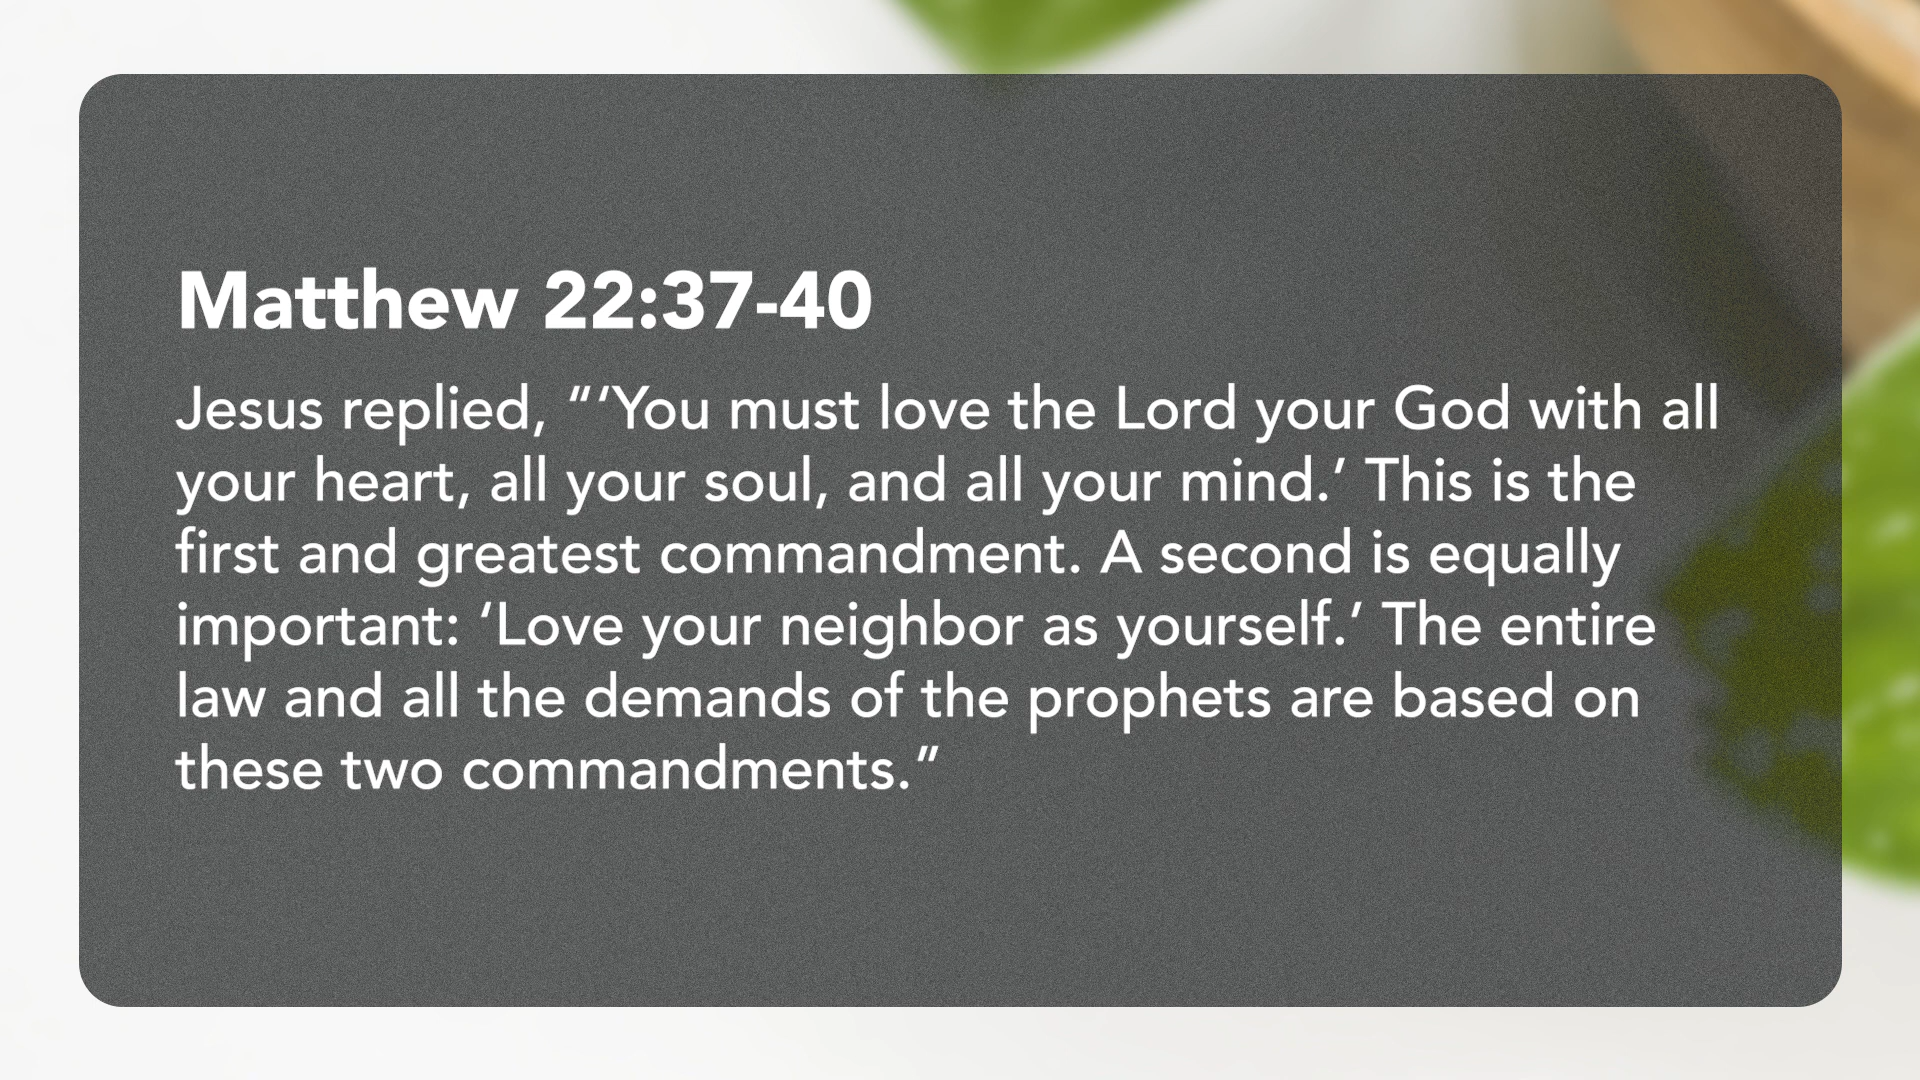 Matthew 22:37-40
Jesus replied, “‘You must love the Lord your God with all
your heart, all your soul, and all your mind.’ This is the
first and greatest commandment. A second is equally
important: ‘Love your neighbor as yourself.’ The entire
law and all the demands of the prophets are based on
these two commandments.”